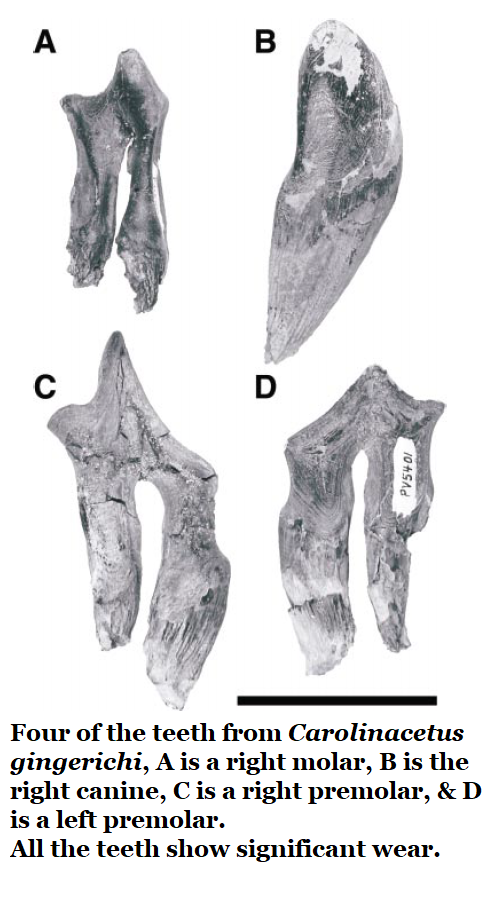 A
B
C
D
PV5401
Four of the teeth from Carolinacetus
gingerichi, A is a right molar, B is the
right canine, C is a right premolar, & D
is a left premolar.
All the teeth show significant wear.